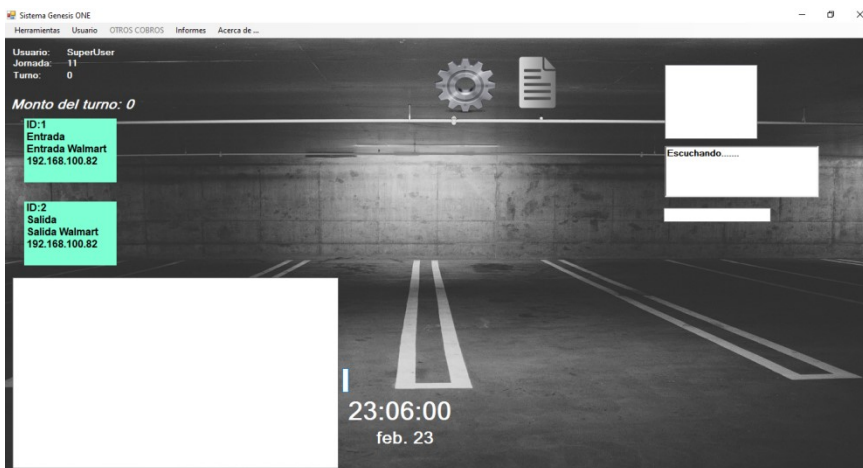 Sistema Genesis ONE
Herramientas Usuario OTROS COBROS Informes Acerca de ...
Usuario: SuperUser
Jornada: 11
Turno: 0
Monto del turno: 0
ID:1
Entrada
Entrada Walmart
192.168.100.82
ID:2
Salida
Salida Walmart
192.168.100.82
Escuchando.......
23:06:00
feb. 23